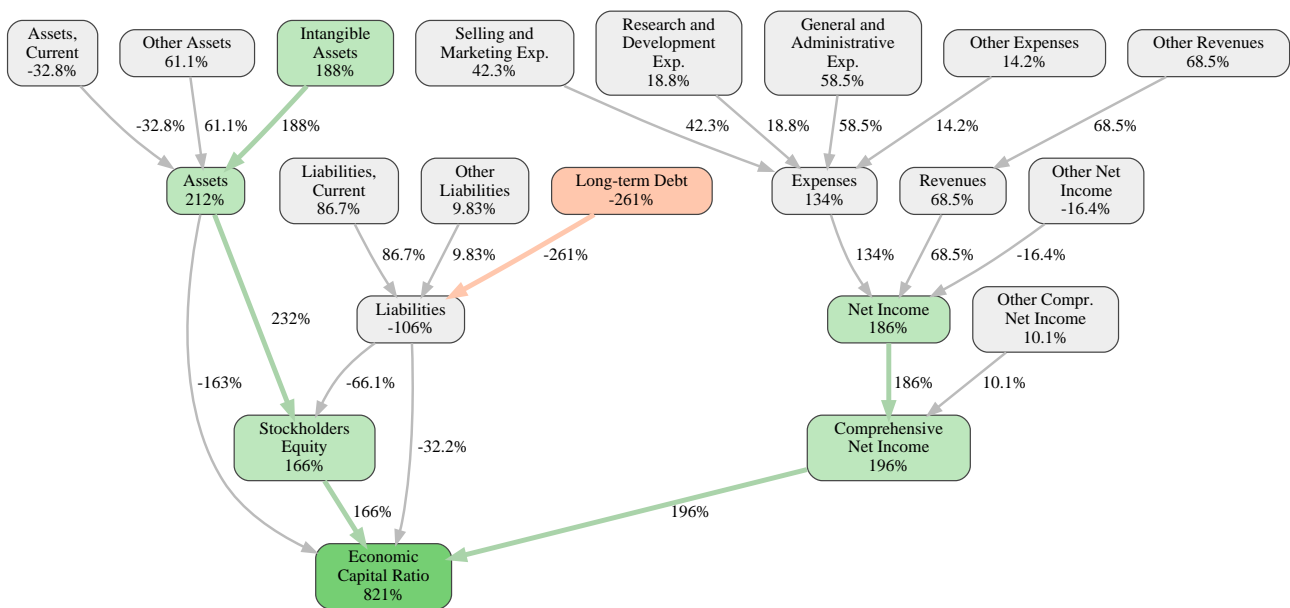 Assets,
Current
-32.8%
Other Assets
61.1%
Intangible
Assets
188%
Selling and
Marketing Exp.
42.3%
Research and
Development
Exp.
18.8%
General and
Administrative
Exp.
58.5%
Other Expenses
14.2%
Other Revenues
68.5%
-32.8%
61.1%
188%
42.3%
18.8%
58.5%
14.2%
68.5%
Assets
212%
Liabilities,
Current
86.7%
Other
Liabilities
9.83%
Long-term Debt
-261%
Expenses
134%
Revenues
68.5%
Other Net
Income
-16.4%
86.7%
9.83%
-261%
134%
68.5%
-16.4%
232%
Liabilities
-106%
Net Income
186%
Other Compr.
Net Income
10.1%
-163%
-66.1%
186%
10.1%
Stockholders
Equity
166%
-32.2%
Comprehensive
Net Income
196%
166%
196%
Economic
Capital Ratio
821%